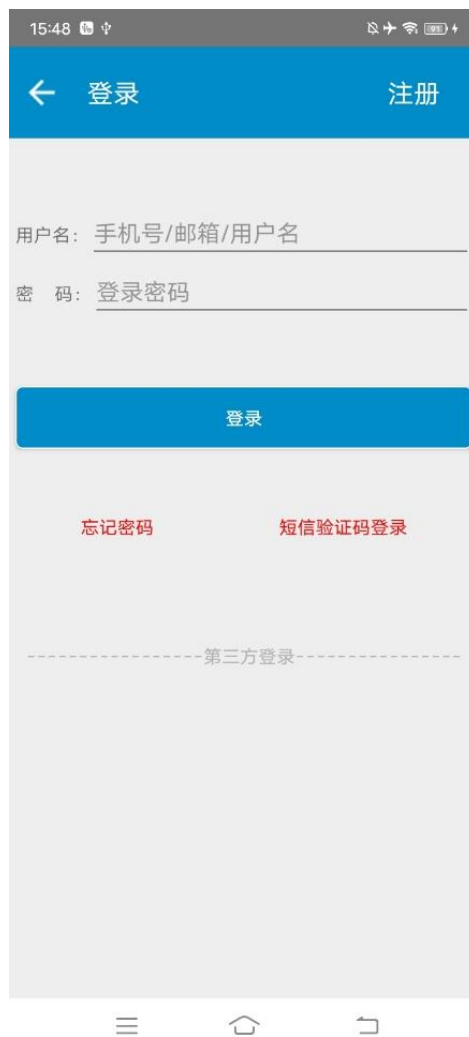 15:48
登录 注册
用户名: 手机号/邮箱/用户名
密 码: 登录密码
登录
忘记密码 短信验证码登录
-----------------第三方登录----------------